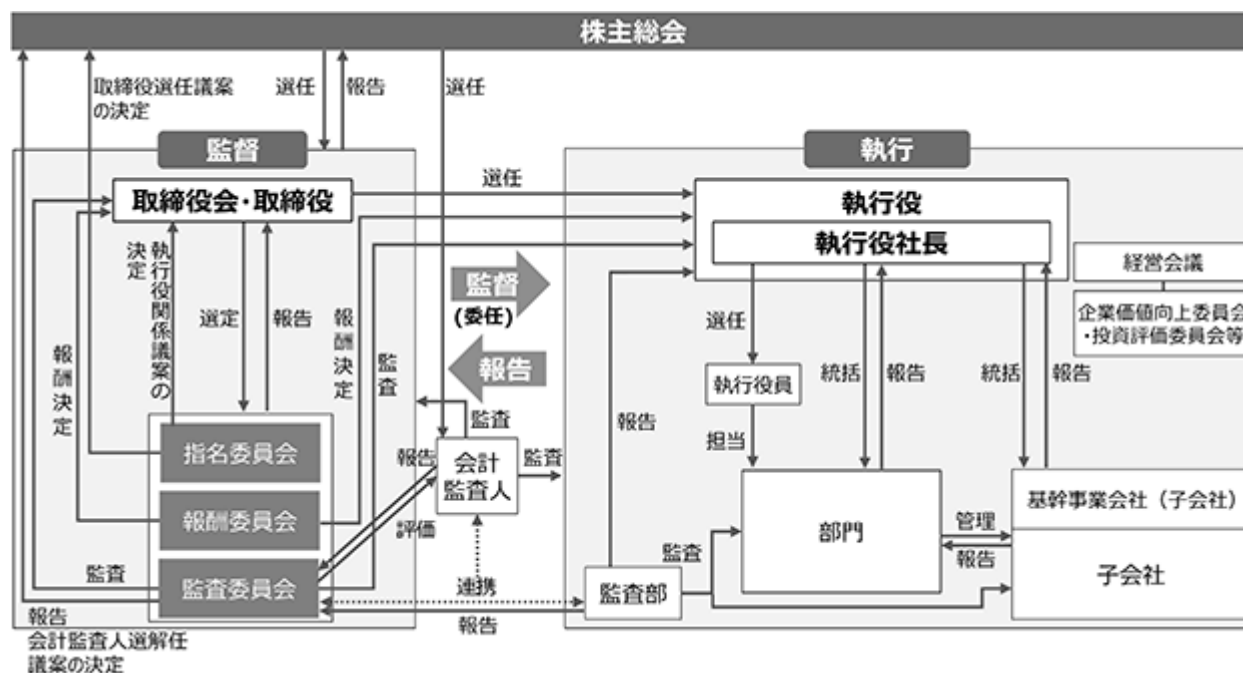 株主総会
取締役選任議案
の決定
選任
報告
選任
監督
執行
取締役会・取締役
選任
執行役
執行役社長
経営会議
企業価値向上委員会
・投資評価委員会等
執行役関係議案の
決定
選定
報告
報酬決定
報酬決定
監査
監督
(委任)
報告
選任
執行役員
担当
統括
報告
統括
報告
報告
指名委員会
報酬委員会
監査委員会
監査
報告
評価
会計
監査人
監査
監査
連携
報告
監査部
監査
部門
管理
報告
基幹事業会社（子会社）
子会社
報告
会計監査人選解任
議案の決定